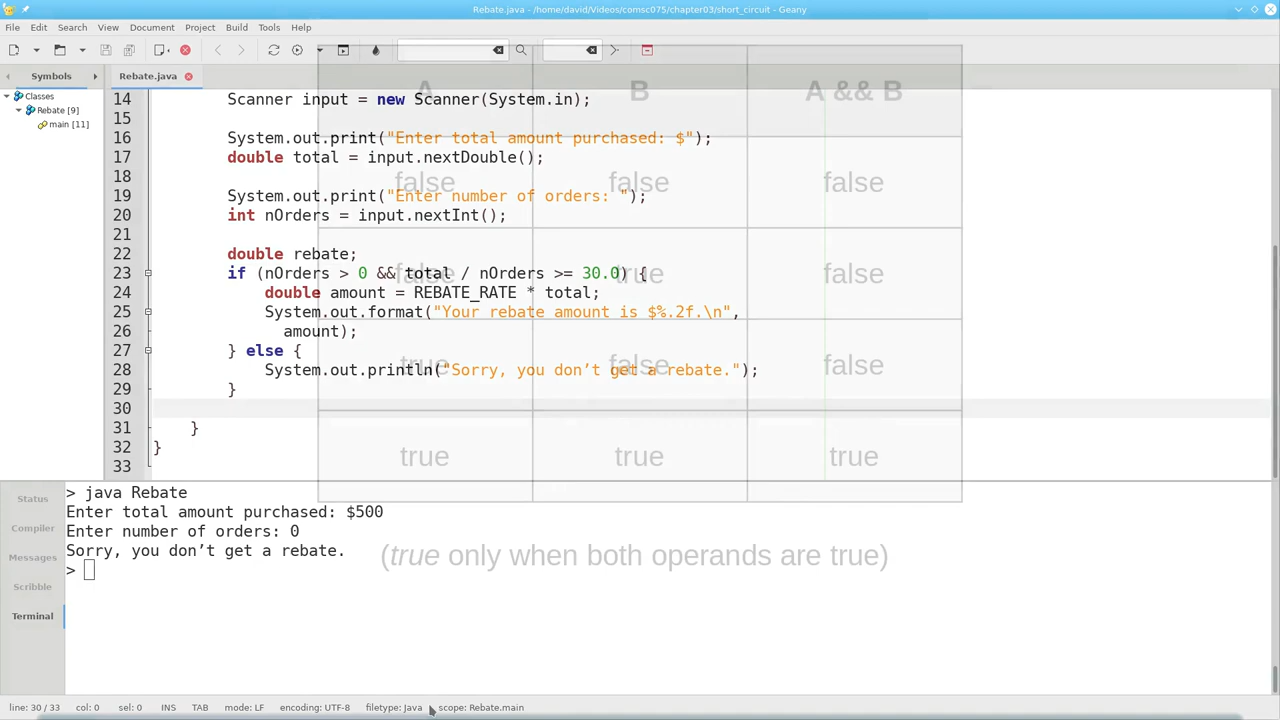 Rebate.java - /home/david/Videos/comsc075/chapter03/short_circuit - Geany
File Edit Search View Document Project Build Tools Help
Symbols
Rebate.java
Classes
Rebate [9]
main [11]
14 Scanner input = new Scanner(System.in);
15
16 System.out.print("Enter total amount purchased: $");
17 double total = input.nextDouble();
18
19 System.out.print("Enter number of orders: ");
20 int nOrders = input.nextInt();
21
22 double rebate;
23 if (nOrders > 0 && total / nOrders >= 30.0) {
24 double amount = REBATE_RATE * total;
25 System.out.format("Your rebate amount is $%.2f.\n",
26 amount);
27 } else {
28 System.out.println("Sorry, you don’t get a rebate.");
29 }
30
31 }
32 }
33
A B A && B
false false false
false true false
true false false
true true true
(true only when both operands are true)
Status
Compiler
Messages
Scribble
Terminal
> java Rebate
Enter total amount purchased: $500
Enter number of orders: 0
Sorry, you don’t get a rebate.
>
line: 30 / 33 col: 0 sel: 0 INS TAB mode: LF encoding: UTF-8 filetype: Java scope: Rebate.main